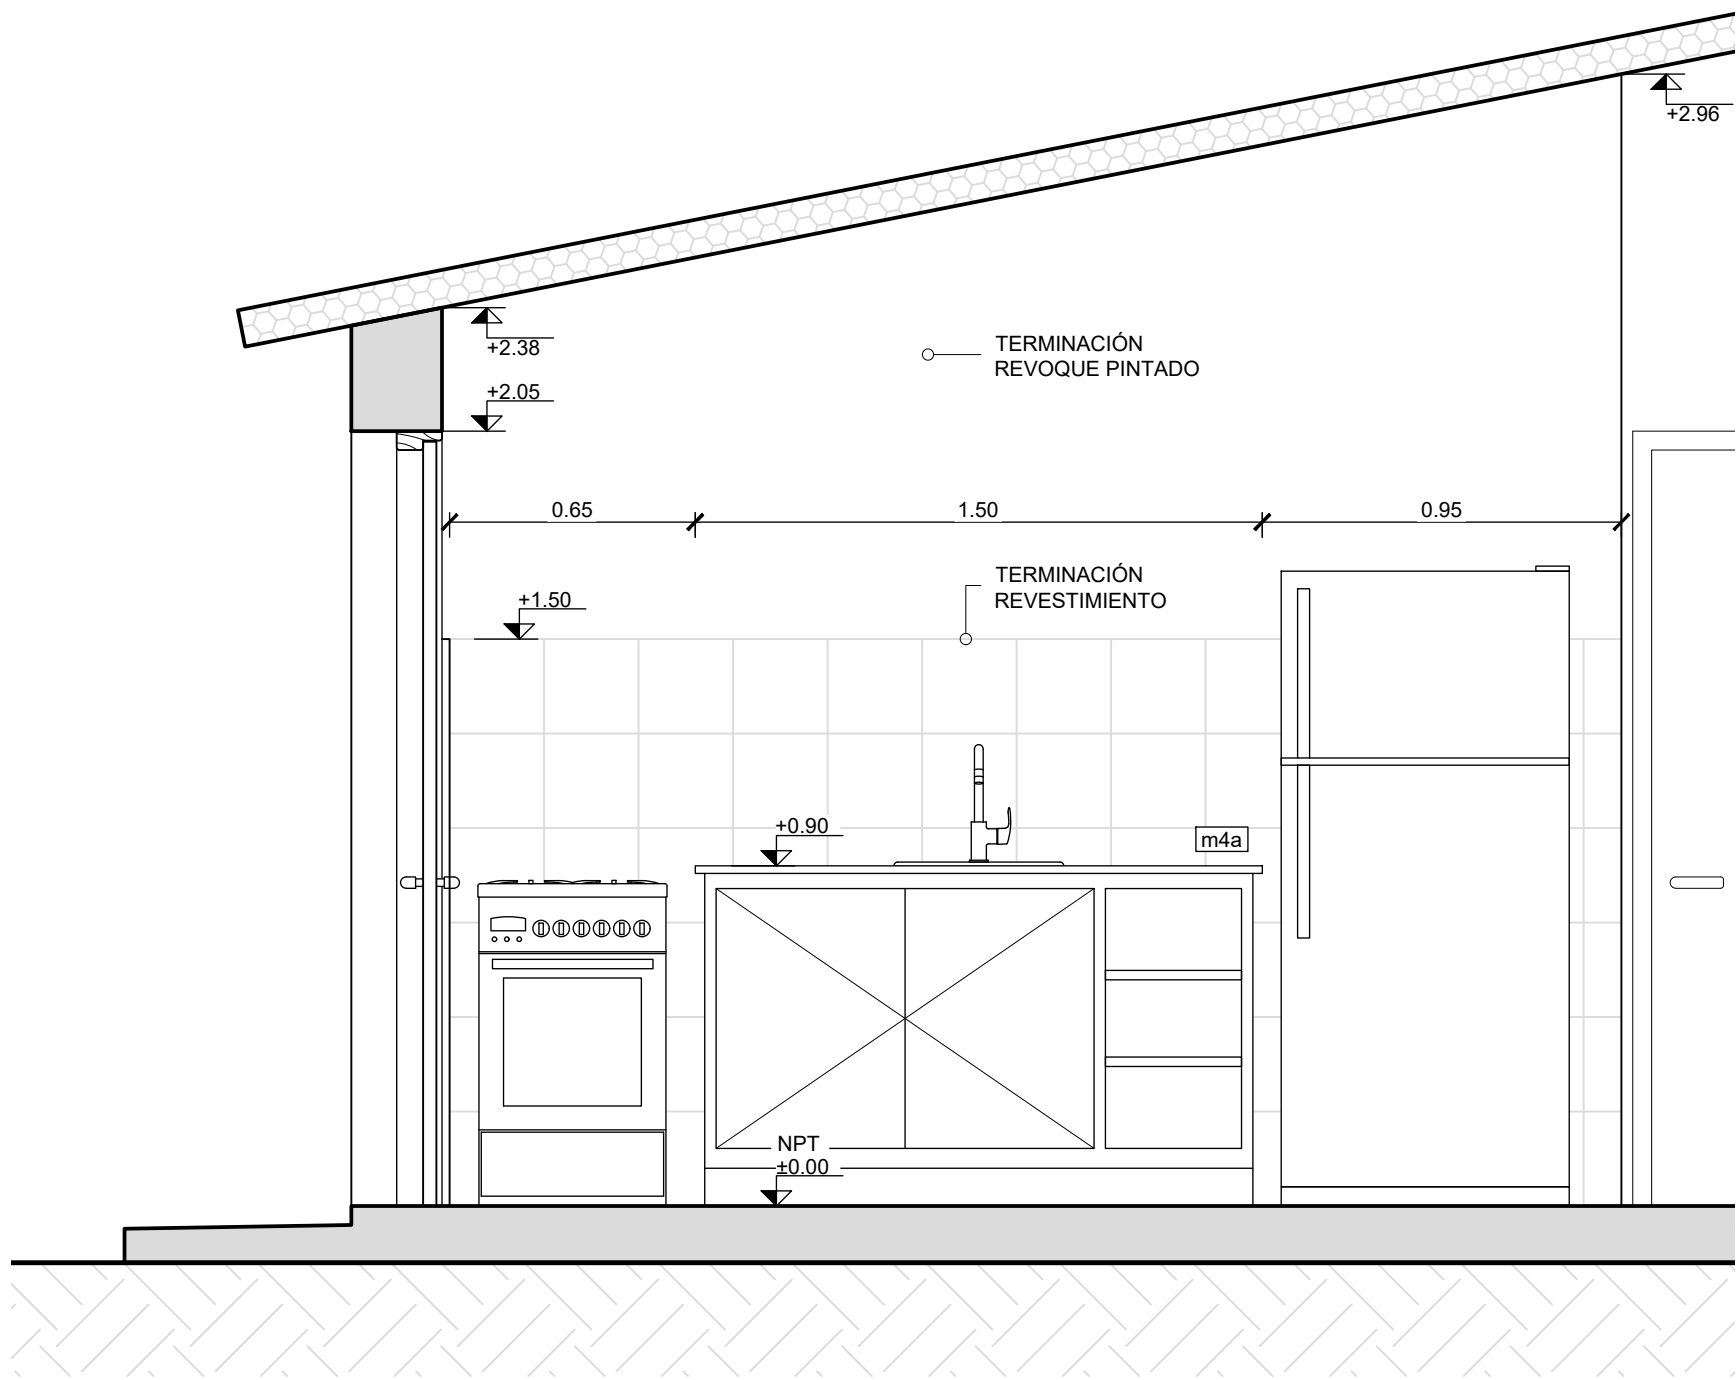 +2.96
+2.38
TERMINACIÓN
REVOQUE PINTADO
+2.05
0.65
1.50
0.95
TERMINACIÓN
REVESTIMIENTO
+1.50
+0.90
m4a
NPT
±0.00